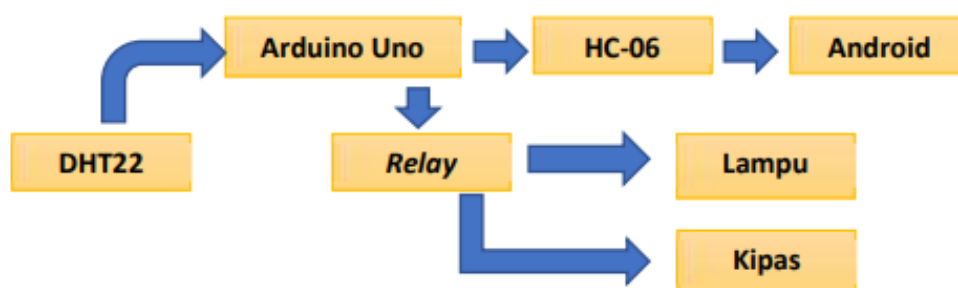 Arduino Uno
HC-06
Android
DHT22
Relay
Lampu
Kipas